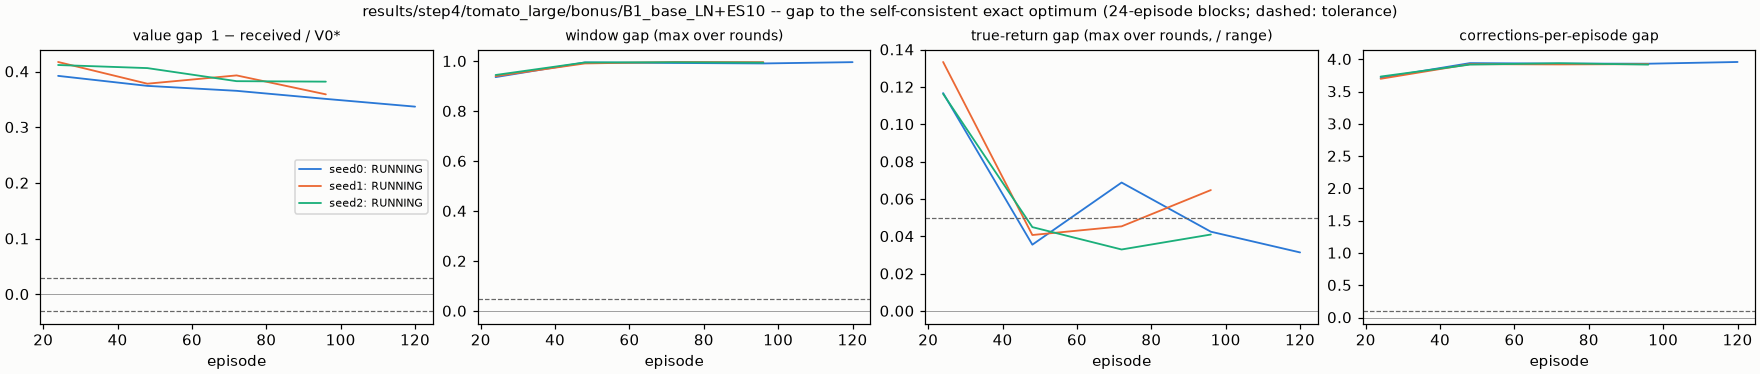 results/step4/tomato_large/bonus/B1_base_LN+ES10 -- gap to the self-consistent exact optimum (24-episode blocks; dashed: tolerance)
value gap 1 − received / V0*
0.4
0.3
0.2
0.1
0.0
20 40 60 80 100 120
episode
seed0: RUNNING
seed1: RUNNING
seed2: RUNNING
window gap (max over rounds)
1.0
0.8
0.6
0.4
0.2
0.0
20 40 60 80 100 120
episode
true-return gap (max over rounds, / range)
0.14
0.12
0.10
0.08
0.06
0.04
0.02
0.00
20 40 60 80 100 120
episode
corrections-per-episode gap
4.0
3.5
3.0
2.5
2.0
1.5
1.0
0.5
0.0
20 40 60 80 100 120
episode